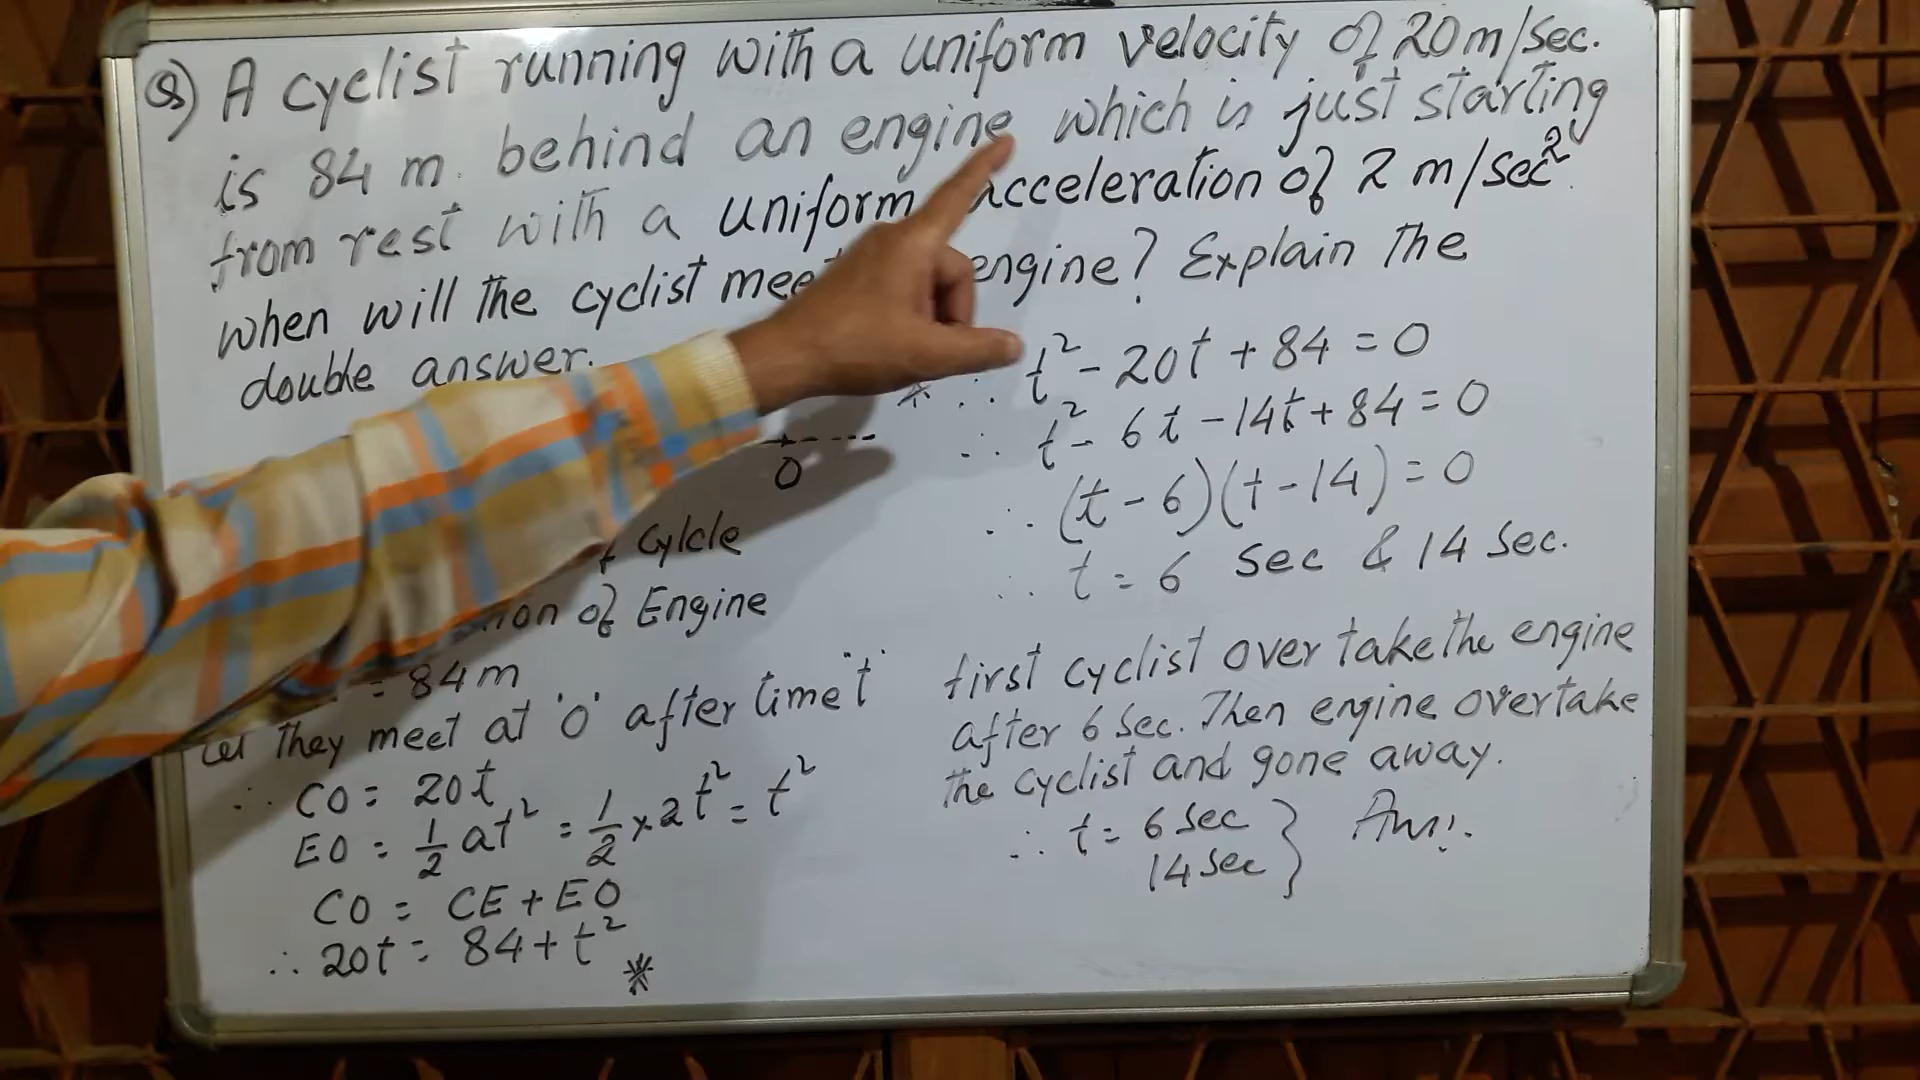 Q) A cyclist running with a uniform velocity of 20 m/sec.
is 84 m. behind an engine which is just starting
from rest with a uniform acceleration of 2 m/sec².
when will the cyclist meet engine? Explain the
double answer.
O
Cylcle
of Engine
= 84 m
Let They meet at 'O' after time 't'
∴ CO = 20t
EO = 1/2 at² = 1/2 × 2t² = t²
CO = CE + EO
∴ 20t = 84 + t² *
* ∴ t² - 20t + 84 = 0
∴ t² - 6t - 14t + 84 = 0
∴ (t - 6)(t - 14) = 0
∴ t = 6 sec & 14 sec.
first cyclist over take the engine
after 6 sec. Then engine overtake
the cyclist and gone away.
∴ t = 6 sec } Ans.
14 sec